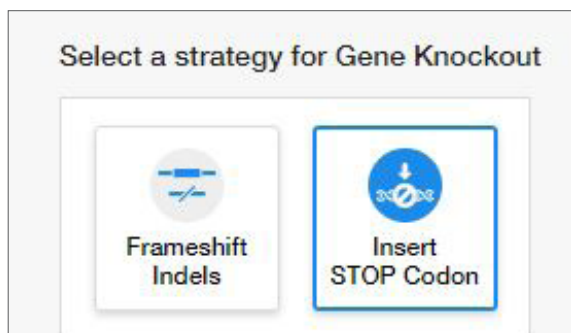 Select a strategy for Gene Knockout
Frameshift
Indels
Insert
STOP Codon